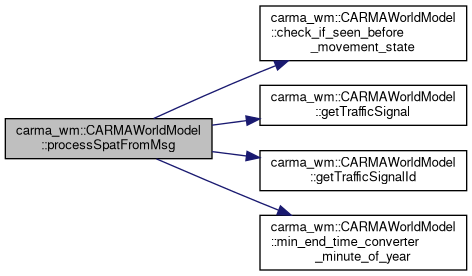 carma_wm::CARMAWorldModel
::processSpatFromMsg
carma_wm::CARMAWorldModel
::check_if_seen_before
_movement_state
carma_wm::CARMAWorldModel
::getTrafficSignal
carma_wm::CARMAWorldModel
::getTrafficSignalId
carma_wm::CARMAWorldModel
::min_end_time_converter
_minute_of_year